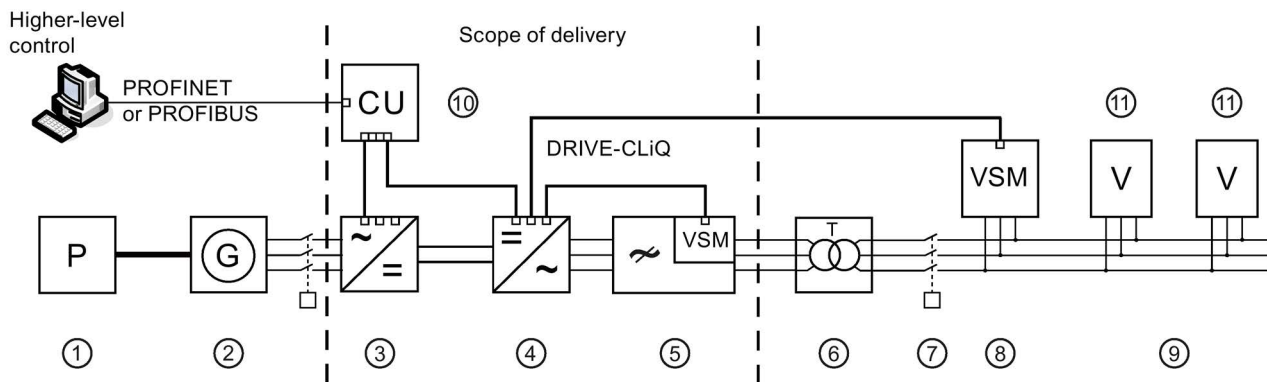 Higher-level
control
Scope of delivery
PROFINET
or PROFIBUS
CU
10
11
11
DRIVE-CLiQ
VSM
V
V
P
G
~
=
=
~
≁
VSM
T
1
2
3
4
5
6
7
8
9